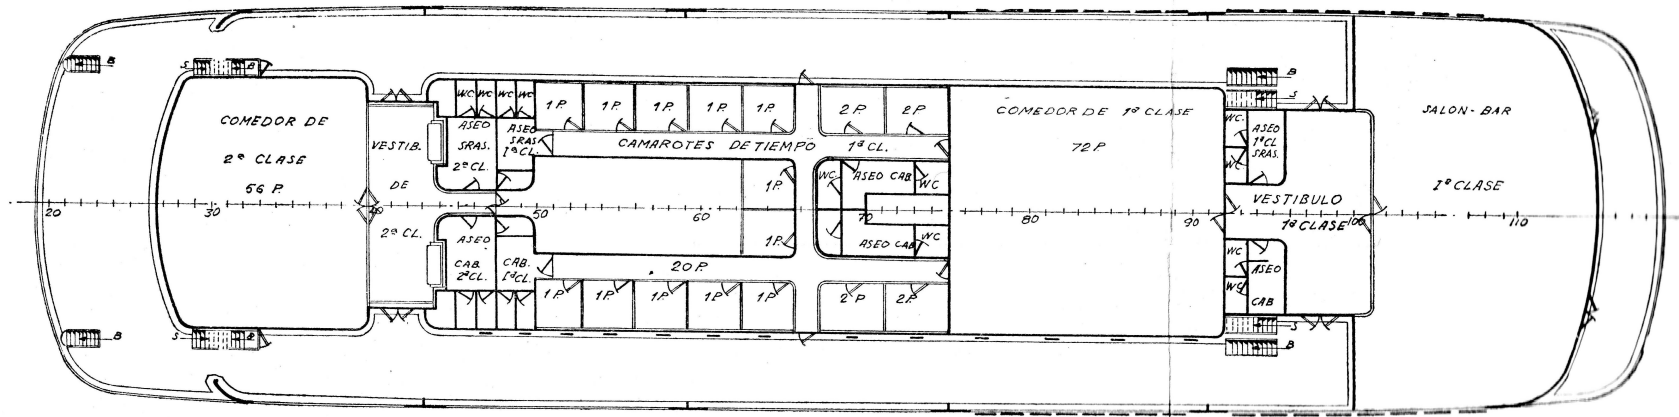 B
S
B
COMEDOR DE
2ª CLASE
56 P.
S
B
B
VESTIB.
DE
2ª CL.
WC
WC
WC
WC
ASEO
SRAS.
2ª CL.
ASEO
SRAS
1ª CL.
ASEO
CAB.
2ª CL.
CAB.
1ª CL.
1 P.
1 P.
1 P.
1 P.
1 P.
2 P.
2 P.
CAMAROTES DE TIEMPO 1ª CL.
1 P.
1 P.
WC
ASEO CAB.
WC
ASEO CAB
WC
20 P.
1 P.
1 P.
1 P.
1 P.
1 P.
2 P
2 P.
COMEDOR DE 1ª CLASE
72 P
B
S
WC.
WC
ASEO
1ª CL
SRAS.
VESTIBULO
1ª CLASE
WC
WC
ASEO
CAB
S
B
SALON-BAR
1ª CLASE
20
30
40
50
60
70
80
90
100
110